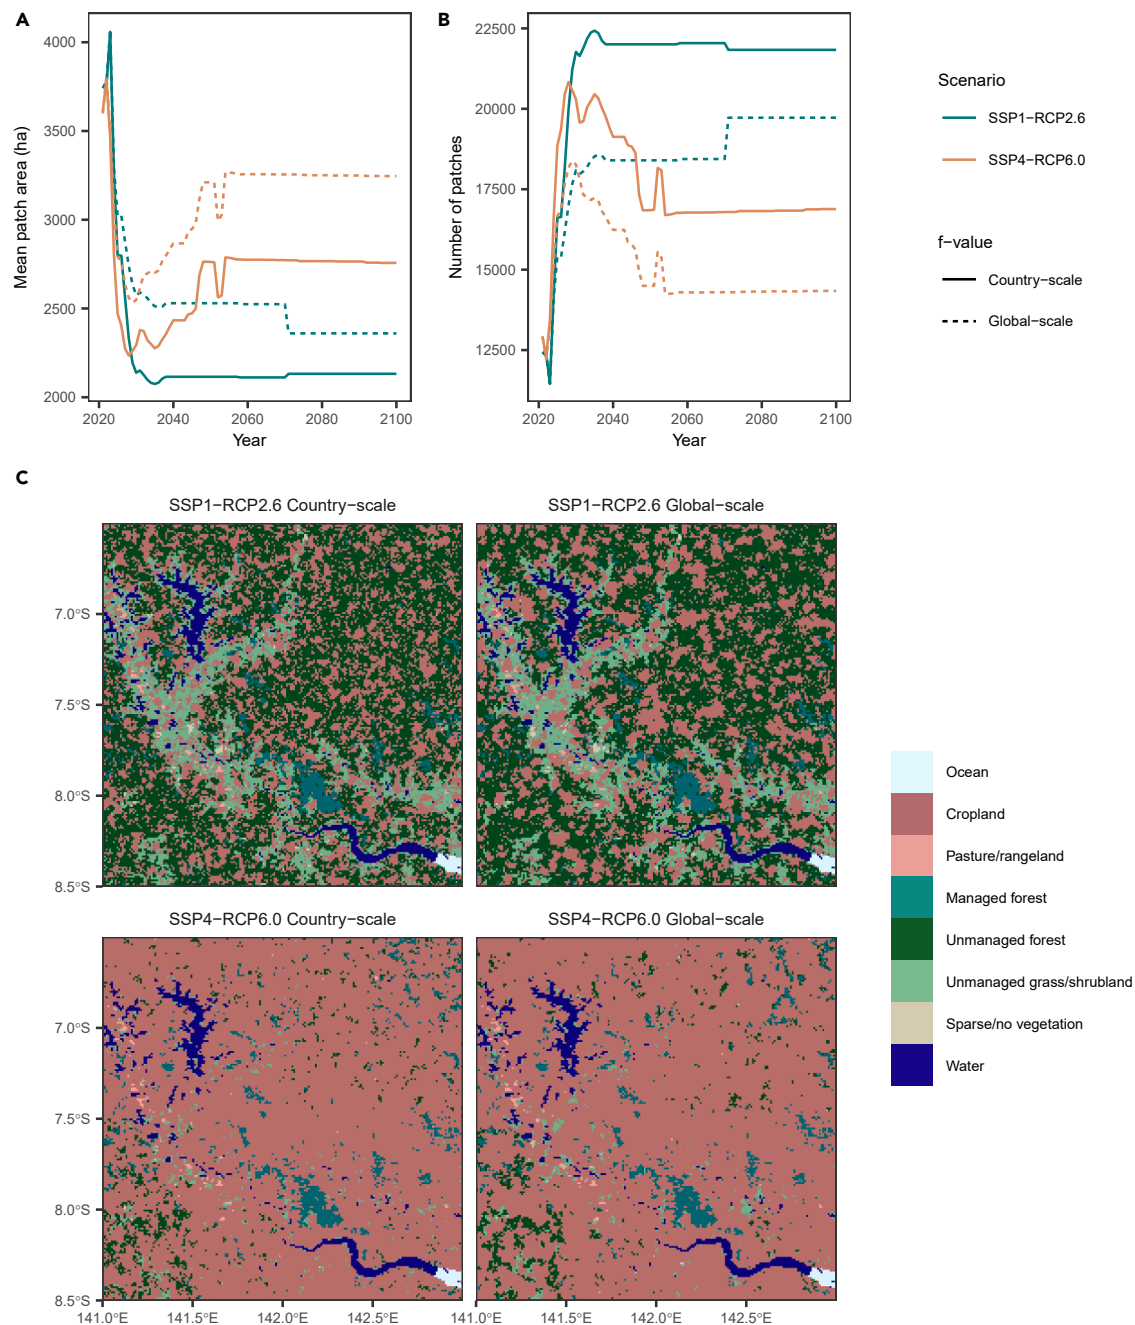 A
B
4000
3500
3000
2500
2000
Mean patch area (ha)
2020
2040
2060
2080
2100
Year
22500
20000
17500
15000
12500
Number of patches
2020
2040
2060
2080
2100
Year
Scenario
SSP1−RCP2.6
SSP4−RCP6.0
f−value
Country−scale
Global−scale
C
SSP1−RCP2.6 Country−scale
SSP1−RCP2.6 Global−scale
7.0°S
7.5°S
8.0°S
8.5°S
SSP4−RCP6.0 Country−scale
SSP4−RCP6.0 Global−scale
7.0°S
7.5°S
8.0°S
8.5°S
141.0°E
141.5°E
142.0°E
142.5°E
141.0°E
141.5°E
142.0°E
142.5°E
Ocean
Cropland
Pasture/rangeland
Managed forest
Unmanaged forest
Unmanaged grass/shrubland
Sparse/no vegetation
Water